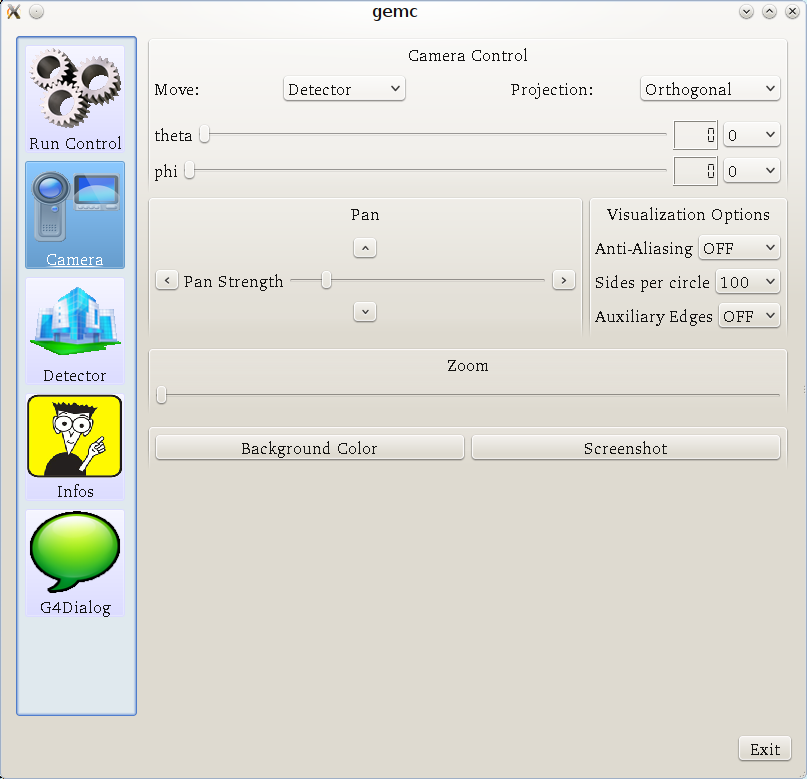 gemc
Run Control
Camera
Detector
Infos
G4Dialog
Camera Control
Move: Detector Projection: Orthogonal
theta 0 0
phi 0 0
Pan
Pan Strength
Visualization Options
Anti-Aliasing OFF
Sides per circle 100
Auxiliary Edges OFF
Zoom
Background Color Screenshot
Exit